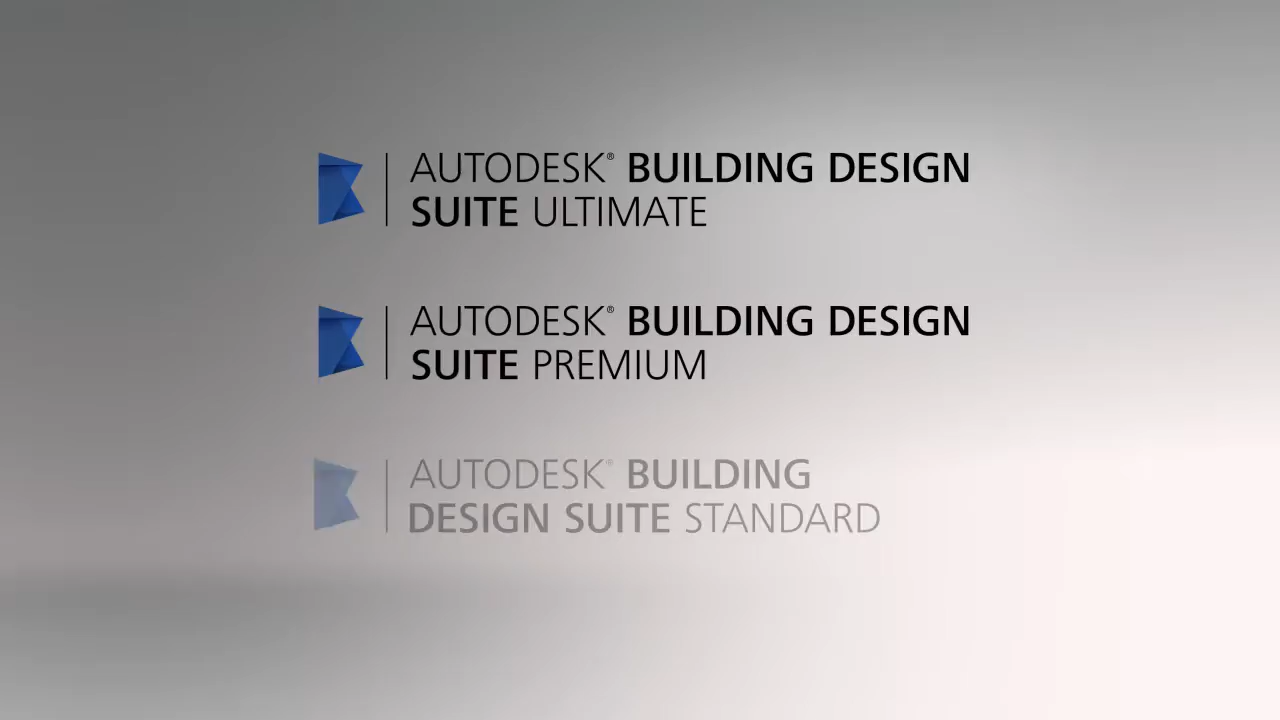 AUTODESK® BUILDING DESIGN
SUITE ULTIMATE
AUTODESK® BUILDING DESIGN
SUITE PREMIUM
AUTODESK® BUILDING
DESIGN SUITE STANDARD